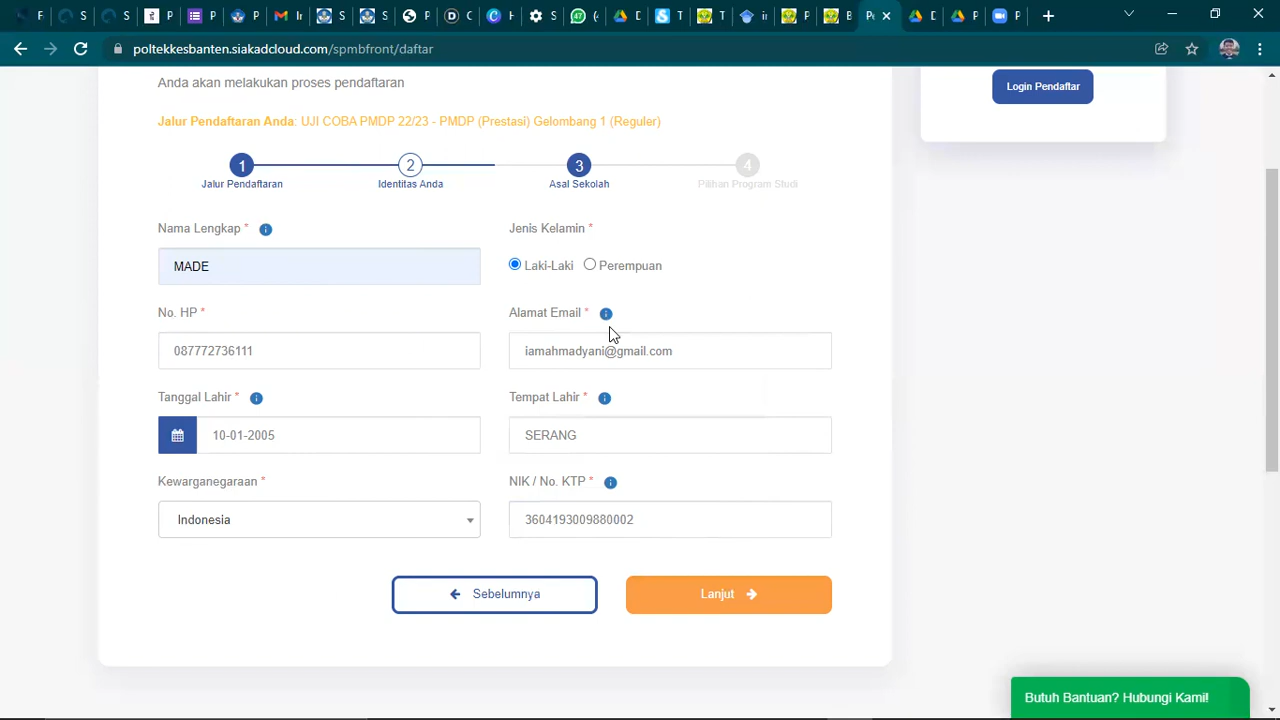 poltekkesbanten.siakadcloud.com/spmbfront/daftar
Anda akan melakukan proses pendaftaran
Login Pendaftar
Jalur Pendaftaran Anda: UJI COBA PMDP 22/23 - PMDP (Prestasi) Gelombang 1 (Reguler)
1 2 3 4
Jalur Pendaftaran Identitas Anda Asal Sekolah Pilihan Program Studi
Nama Lengkap * Jenis Kelamin *
MADE Laki-Laki Perempuan
No. HP * Alamat Email *
087772736111 iamahmadyani@gmail.com
Tanggal Lahir * Tempat Lahir *
10-01-2005 SERANG
Kewarganegaraan * NIK / No. KTP *
Indonesia 3604193009880002
Sebelumnya Lanjut
Butuh Bantuan? Hubungi Kami!